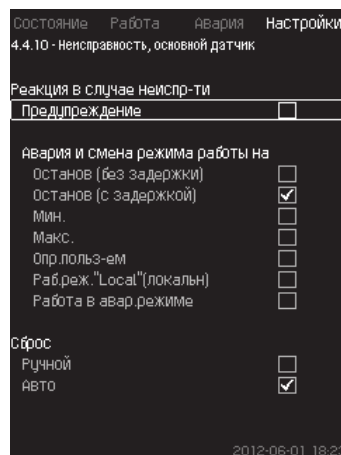 Состояние Работа Авария Настройки
4.4.10 - Неисправность, основной датчик
Реакция в случае неиспр-ти
Предупреждение
Авария и смена режима работы на
Останов (без задержки)
Останов (с задержкой)
Мин.
Макс.
Опр.польз-ем
Раб.реж."Local"(локальн)
Работа в авар.режиме
Сброс
Ручной
Авто
2012-06-01 18:22